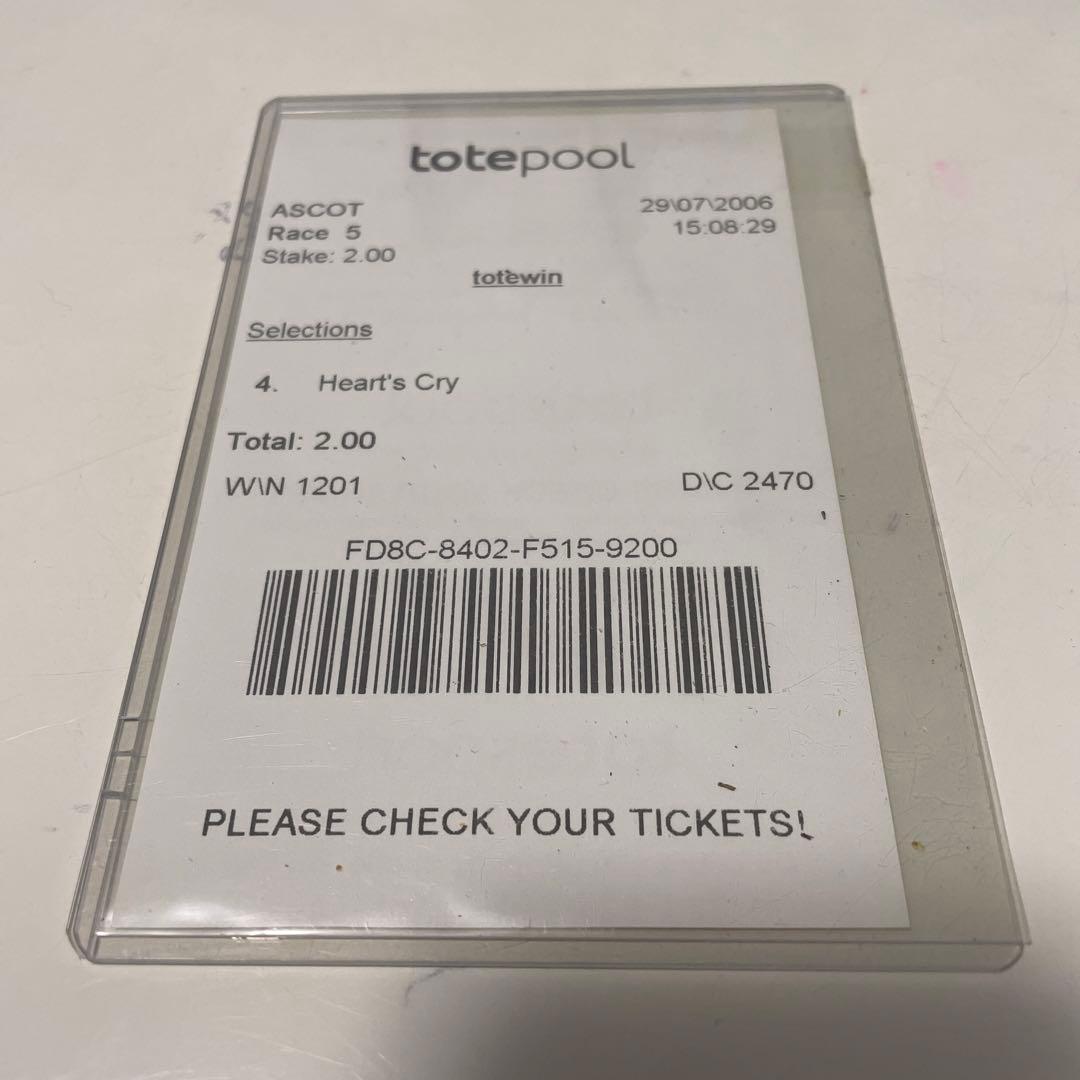 totepool
ASCOT 29\07\2006
Race 5 15:08:29
Stake: 2.00
totewin
Selections
4. Heart's Cry
Total: 2.00
W\N 1201 D\C 2470
FD8C-8402-F515-9200
PLEASE CHECK YOUR TICKETS!